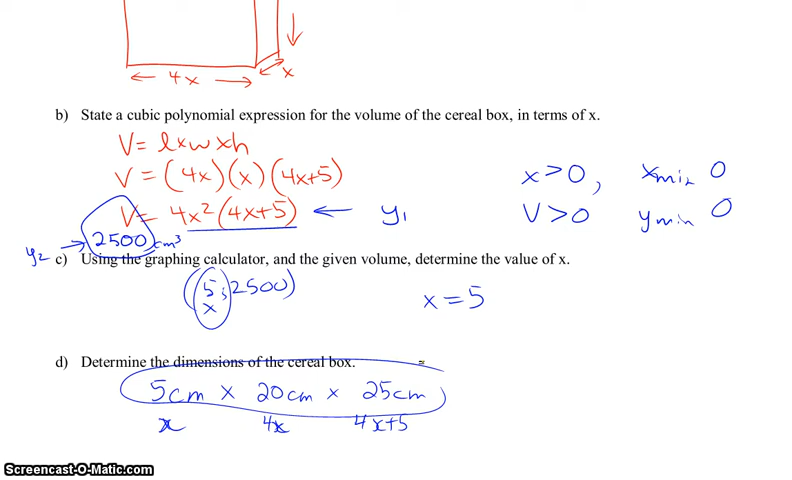 ← 4x →
x
b) State a cubic polynomial expression for the volume of the cereal box, in terms of x.
V = l x w x h
V = (4x)(x)(4x+5)
x > 0, xmin 0
V = 4x²(4x+5) ← y₁
V > 0 ymin 0
y₂ → 2500 cm³
c) Using the graphing calculator, and the given volume, determine the value of x.
(5, 2500)
x
x = 5
d) Determine the dimensions of the cereal box.
5cm × 20cm × 25cm
x 4x 4x+5
Screencast-O-Matic.com